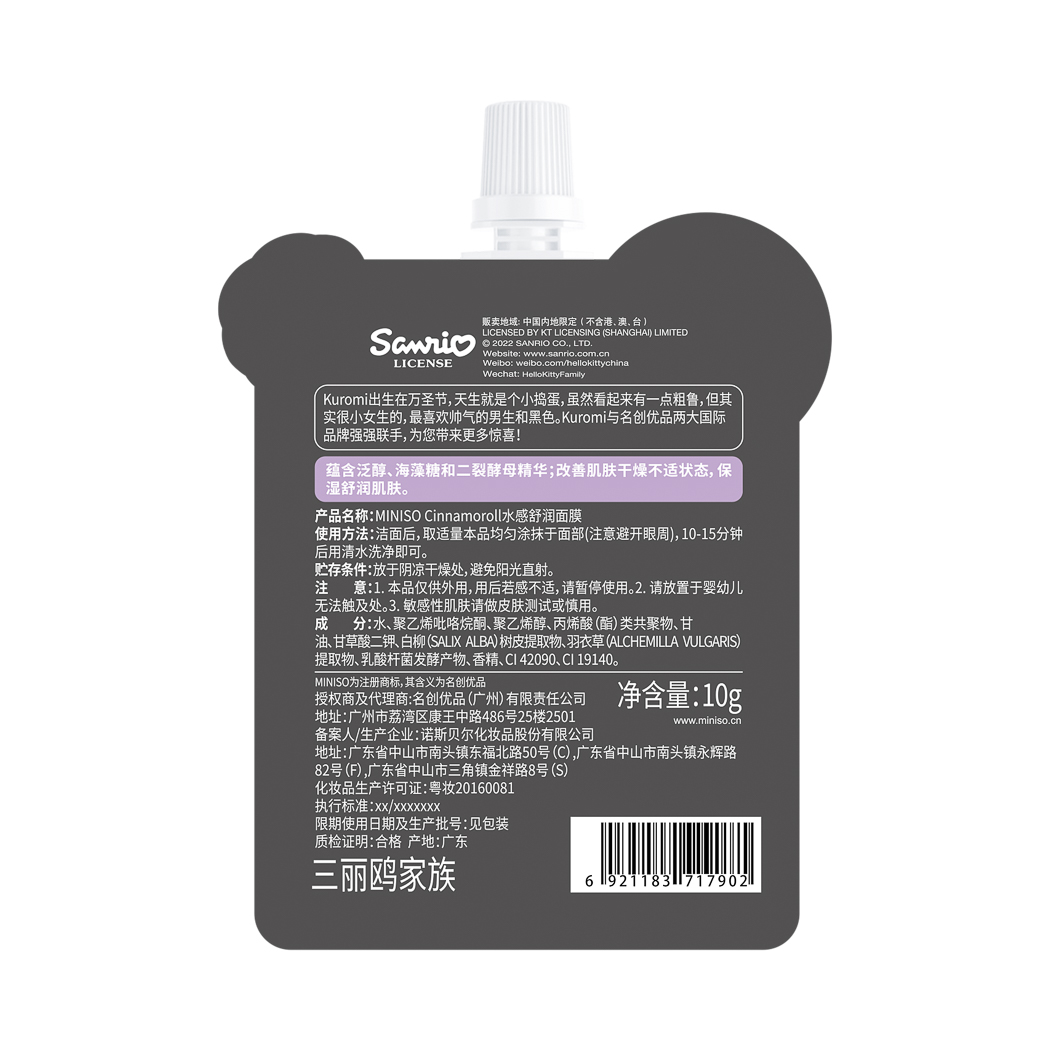 贩卖地域: 中国内地限定（不含港、澳、台）
LICENSED BY KT LICENSING (SHANGHAI) LIMITED
© 2022 SANRIO CO., LTD.
Website: www.sanrio.com.cn
Weibo: weibo.com/hellokittychina
Wechat: HelloKittyFamily
Sanrio
LICENSE
Kuromi出生在万圣节，天生就是个小捣蛋，虽然看起来有一点粗鲁，但其
实很小女生的，最喜欢帅气的男生和黑色。Kuromi与名创优品两大国际
品牌强强联手，为您带来更多惊喜！
蕴含泛醇、海藻糖和二裂酵母精华；改善肌肤干燥不适状态，保
湿舒润肌肤。
产品名称：MINISO Cinnamoroll水感舒润面膜
使用方法：洁面后，取适量本品均匀涂抹于面部(注意避开眼周)，10-15分钟
后用清水洗净即可。
贮存条件：放于阴凉干燥处，避免阳光直射。
注　　意：1. 本品仅供外用，用后若感不适，请暂停使用。2. 请放置于婴幼儿
无法触及处。3. 敏感性肌肤请做皮肤测试或慎用。
成　　分：水、聚乙烯吡咯烷酮、聚乙烯醇、丙烯酸（酯）类共聚物、甘
油、甘草酸二钾、白柳（SALIX ALBA）树皮提取物、羽衣草（ALCHEMILLA VULGARIS）
提取物、乳酸杆菌发酵产物、香精、CI 42090、CI 19140。
MINISO为注册商标，其含义为名创优品
授权商及代理商:名创优品（广州）有限责任公司
地址：广州市荔湾区康王中路486号25楼2501
净含量：10g
www.miniso.cn
备案人/生产企业：诺斯贝尔化妆品股份有限公司
地址：广东省中山市南头镇东福北路50号（C）,广东省中山市南头镇永辉路
82号（F）,广东省中山市三角镇金祥路8号（S）
化妆品生产许可证：粤妆20160081
执行标准：xx/xxxxxxx
限期使用日期及生产批号：见包装
质检证明：合格 产地：广东
三丽鸥家族
6 921183 717902